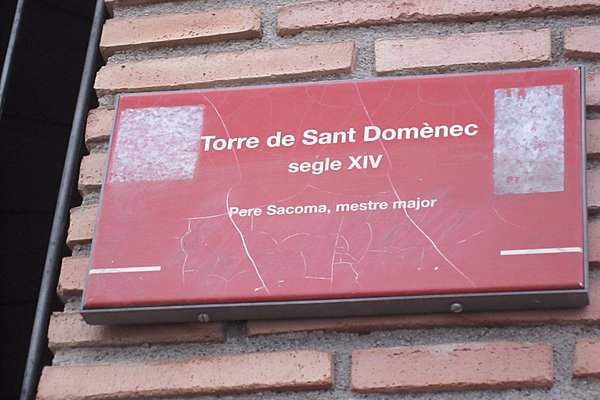 Torre de Sant Domènec
segle XIV
Pere Sacoma, mestre major